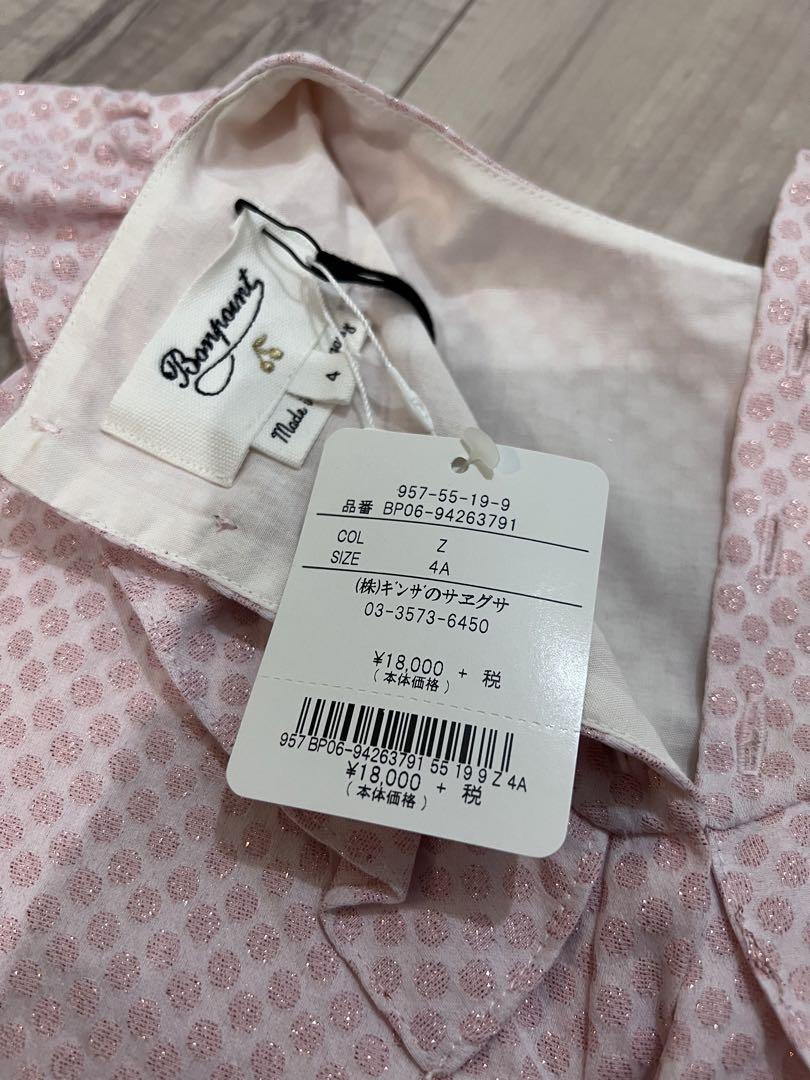 Bonpoint
4
Made
957-55-19-9
品番 BP06-94263791
COL Z
SIZE 4A
(株)ギンザのサヱグサ
03-3573-6450
¥18,000 + 税
(本体価格)
957 BP06-94263791 55 19 9 Z 4A
¥18,000 + 税
(本体価格)